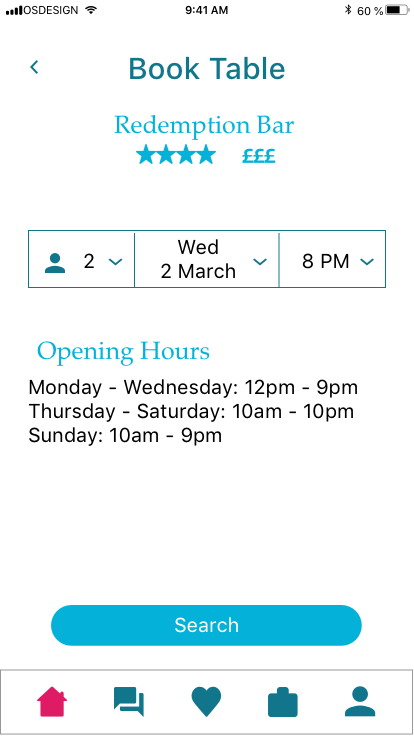 OSDESIGN 9:41 AM 60 %
Book Table
Redemption Bar
£££
2 Wed 2 March 8 PM
Opening Hours
Monday - Wednesday: 12pm - 9pm
Thursday - Saturday: 10am - 10pm
Sunday: 10am - 9pm
Search